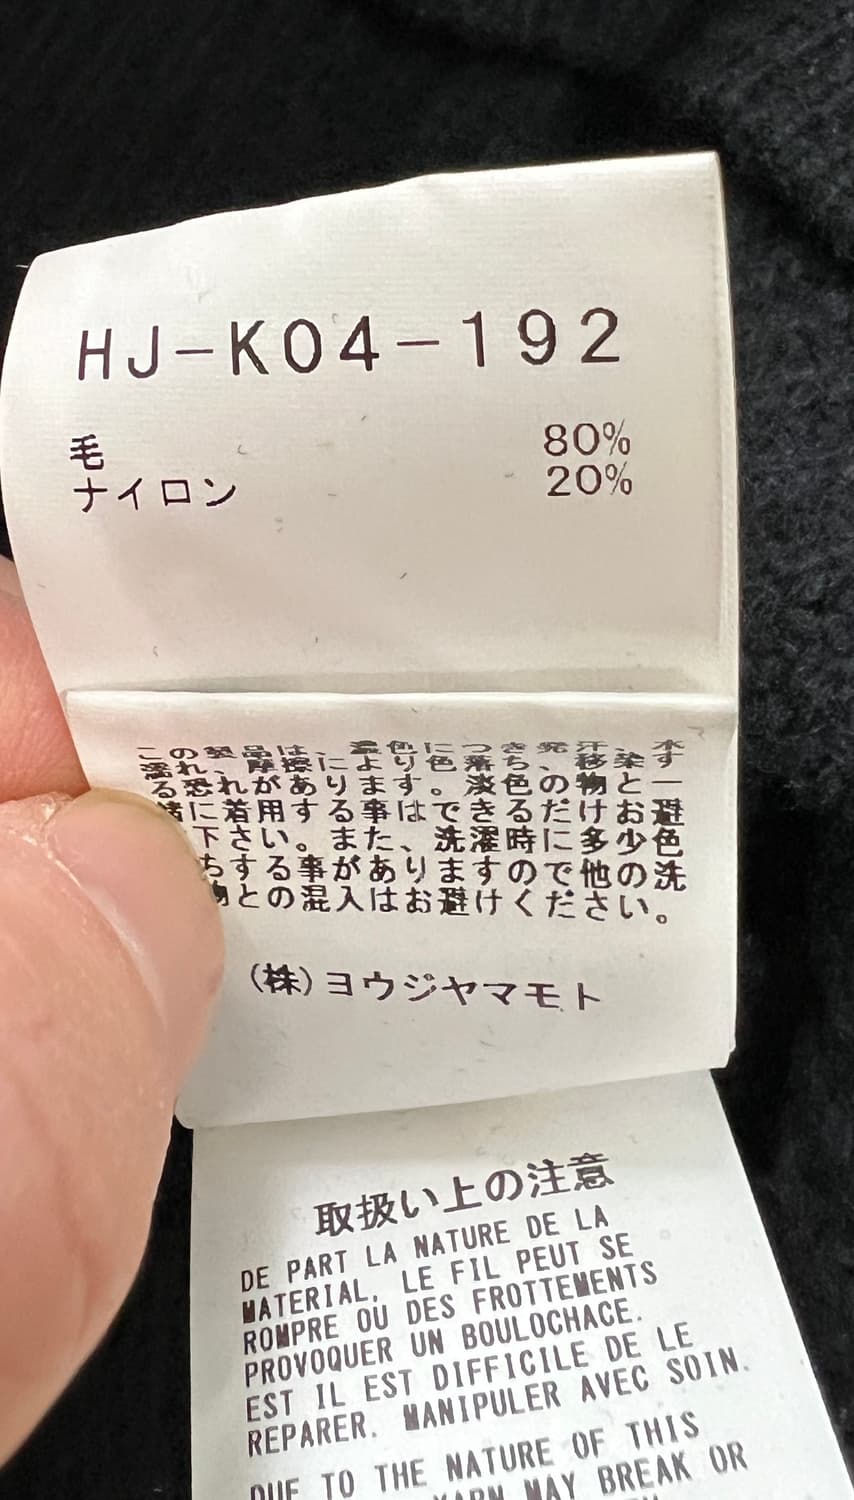 HJ-K04-192
毛 80%
ナイロン 20%
この製品は、濃色につき発汗、水
濡れ、摩擦により色落ち、移染す
る恐れがあります。淡色の物と一
緒に着用する事はできるだけお避
下さい。また、洗濯時に多少色
ちする事がありますので他の洗
物との混入はお避けください。
(株)ヨウジヤマモト
取扱い上の注意
DE PART LA NATURE DE LA
MATERIAL, LE FIL PEUT SE
ROMPRE OU DES FROTTEMENTS
PROVOQUER UN BOULOCHACE.
EST IL EST DIFFICILE DE LE
REPARER. MANIPULER AVEC SOIN.
DUE TO THE NATURE OF THIS
YARN MAY BREAK OR